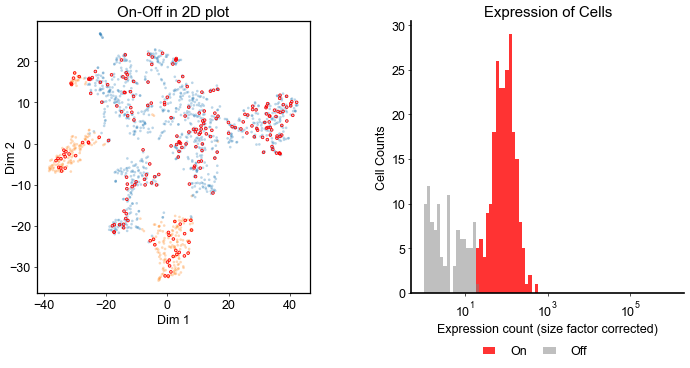 On-Off in 2D plot
Dim 2
20
10
0
−10
−20
−30
−40
−20
0
20
40
Dim 1
Expression of Cells
Cell Counts
30
25
20
15
10
5
0
10^1
10^3
10^5
Expression count (size factor corrected)
On
Off